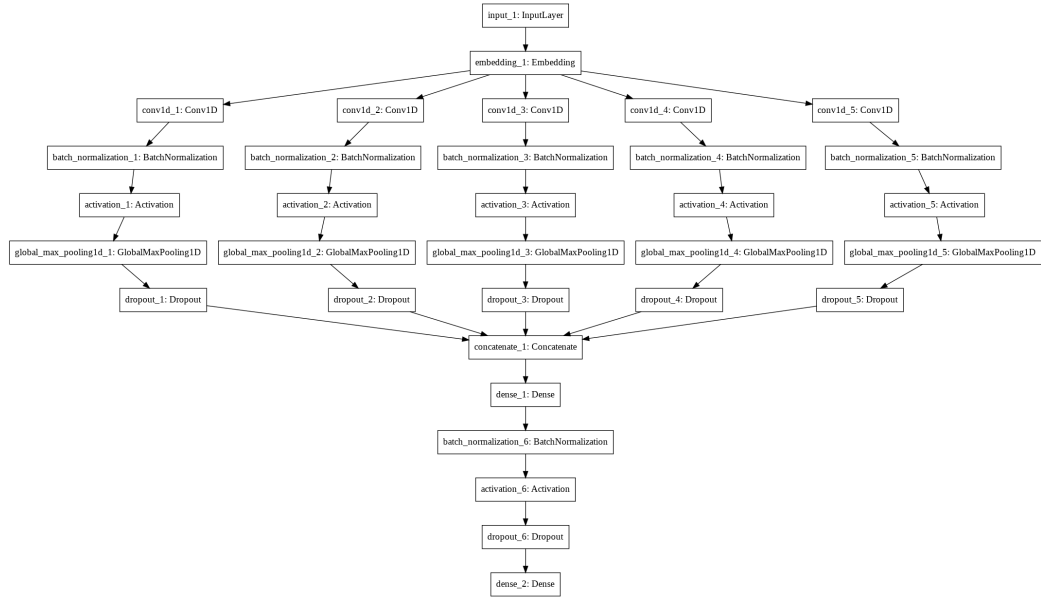 input_1: InputLayer
embedding_1: Embedding
conv1d_1: Conv1D
conv1d_2: Conv1D
conv1d_3: Conv1D
conv1d_4: Conv1D
conv1d_5: Conv1D
batch_normalization_1: BatchNormalization
batch_normalization_2: BatchNormalization
batch_normalization_3: BatchNormalization
batch_normalization_4: BatchNormalization
batch_normalization_5: BatchNormalization
activation_1: Activation
activation_2: Activation
activation_3: Activation
activation_4: Activation
activation_5: Activation
global_max_pooling1d_1: GlobalMaxPooling1D
global_max_pooling1d_2: GlobalMaxPooling1D
global_max_pooling1d_3: GlobalMaxPooling1D
global_max_pooling1d_4: GlobalMaxPooling1D
global_max_pooling1d_5: GlobalMaxPooling1D
dropout_1: Dropout
dropout_2: Dropout
dropout_3: Dropout
dropout_4: Dropout
dropout_5: Dropout
concatenate_1: Concatenate
dense_1: Dense
batch_normalization_6: BatchNormalization
activation_6: Activation
dropout_6: Dropout
dense_2: Dense